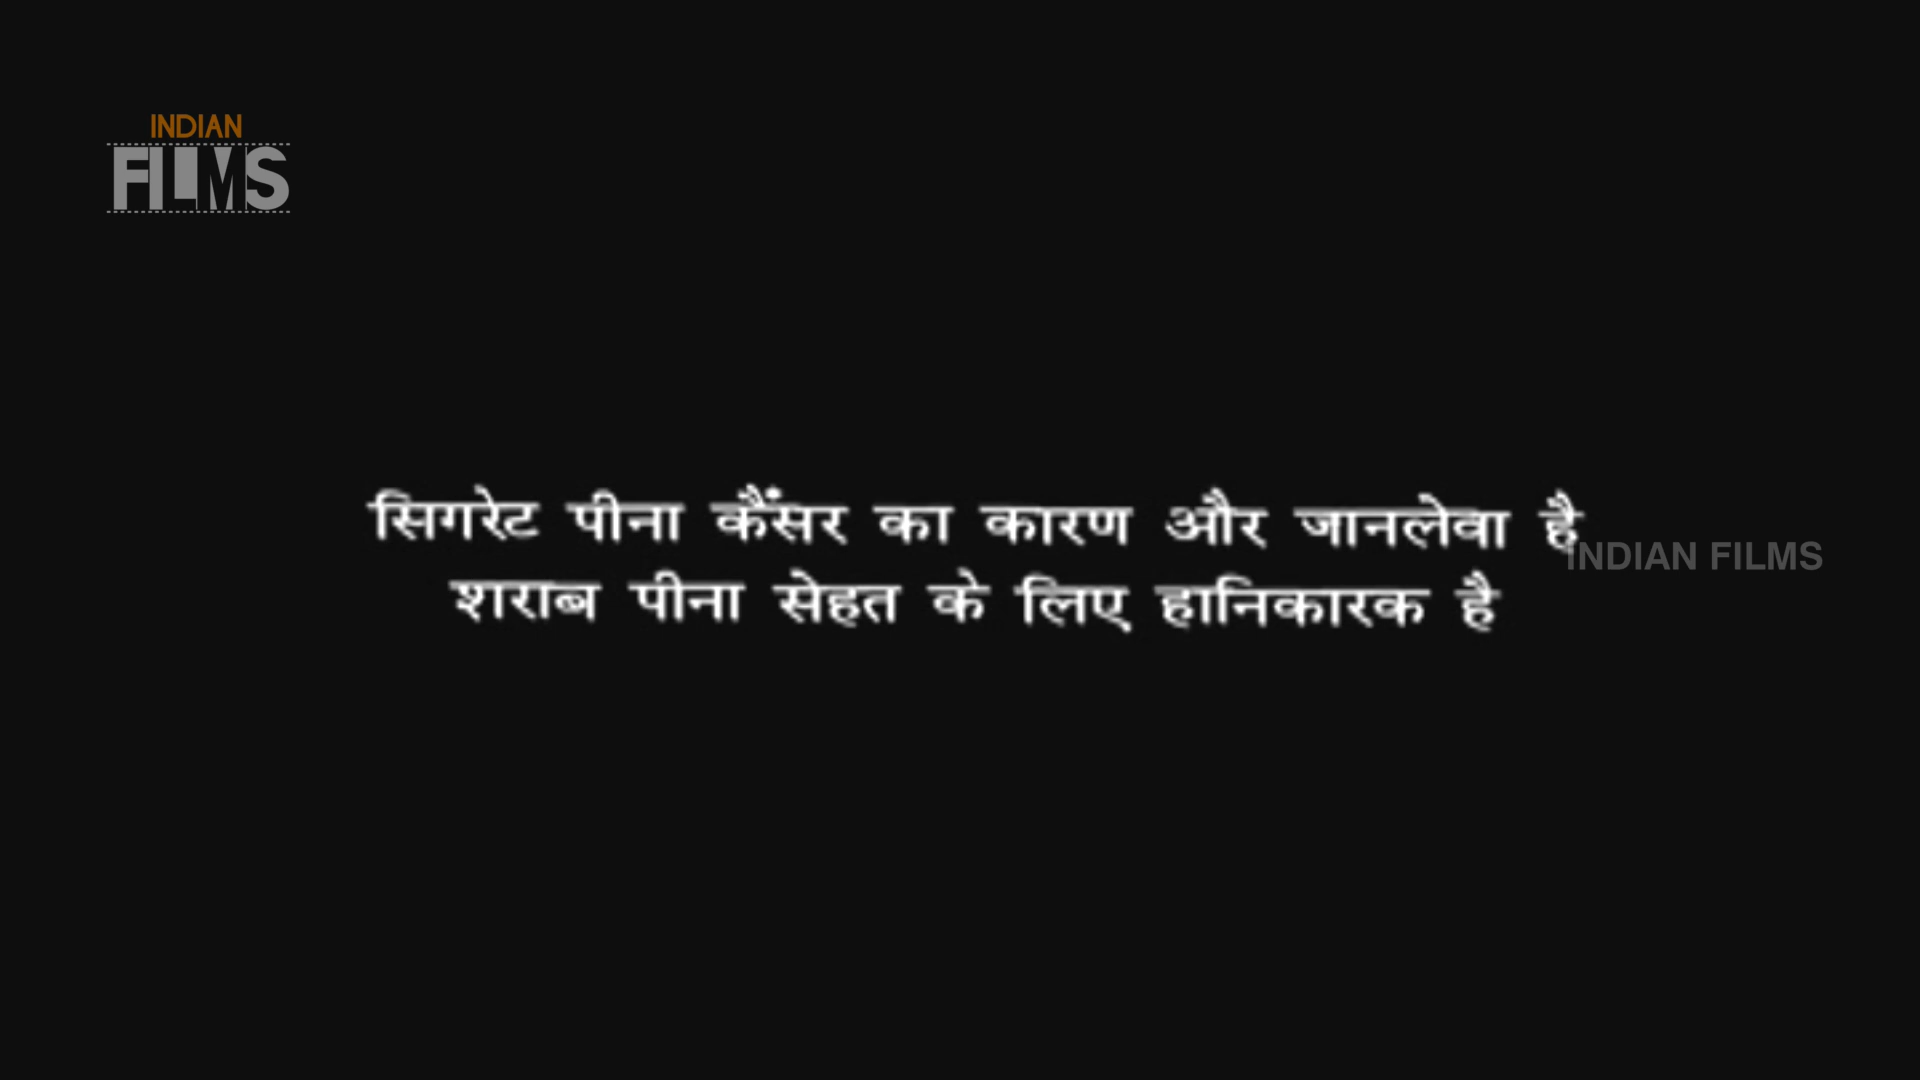 INDIAN
FILMS
सिगरेट पीना कैंसर का कारण और जानलेवा है
INDIAN FILMS
शराब पीना सेहत के लिए हानिकारक है